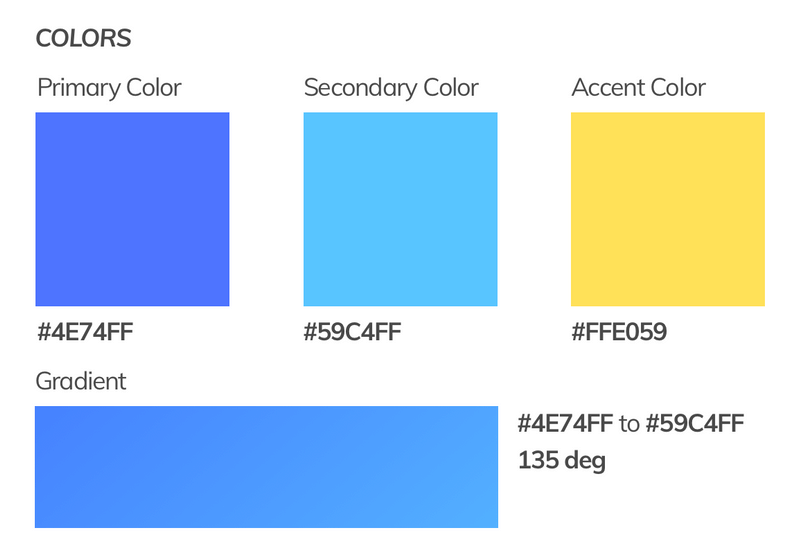 COLORS
Primary Color
Secondary Color
Accent Color
#4E74FF
#59C4FF
#FFE059
Gradient
#4E74FF to #59C4FF
135 deg